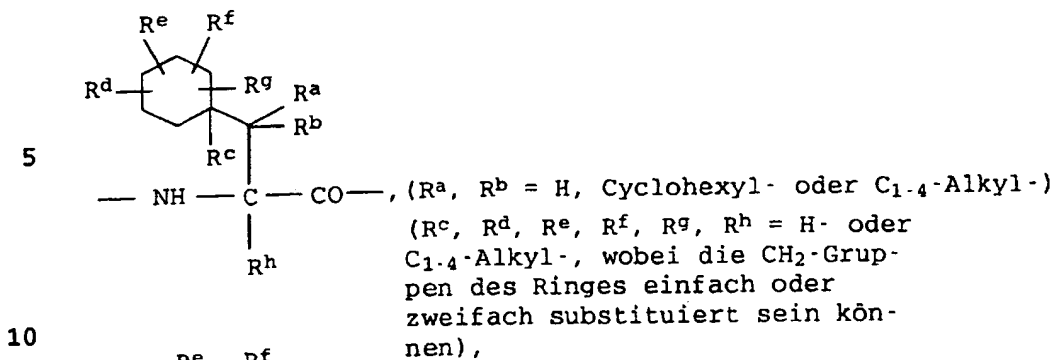 Rᵉ Rᶠ
Rᵈ Rᵍ Rᵃ
Rᵇ
5 Rᶜ
— NH — C — CO —, (Rᵃ, Rᵇ = H, Cyclohexyl- oder C₁₋₄-Alkyl-)
(Rᶜ, Rᵈ, Rᵉ, Rᶠ, Rᵍ, Rʰ = H- oder
Rʰ C₁₋₄-Alkyl-, wobei die CH₂-Grup-
pen des Ringes einfach oder
zweifach substituiert sein kön-
10 nen),
Rᵉ Rᶠ